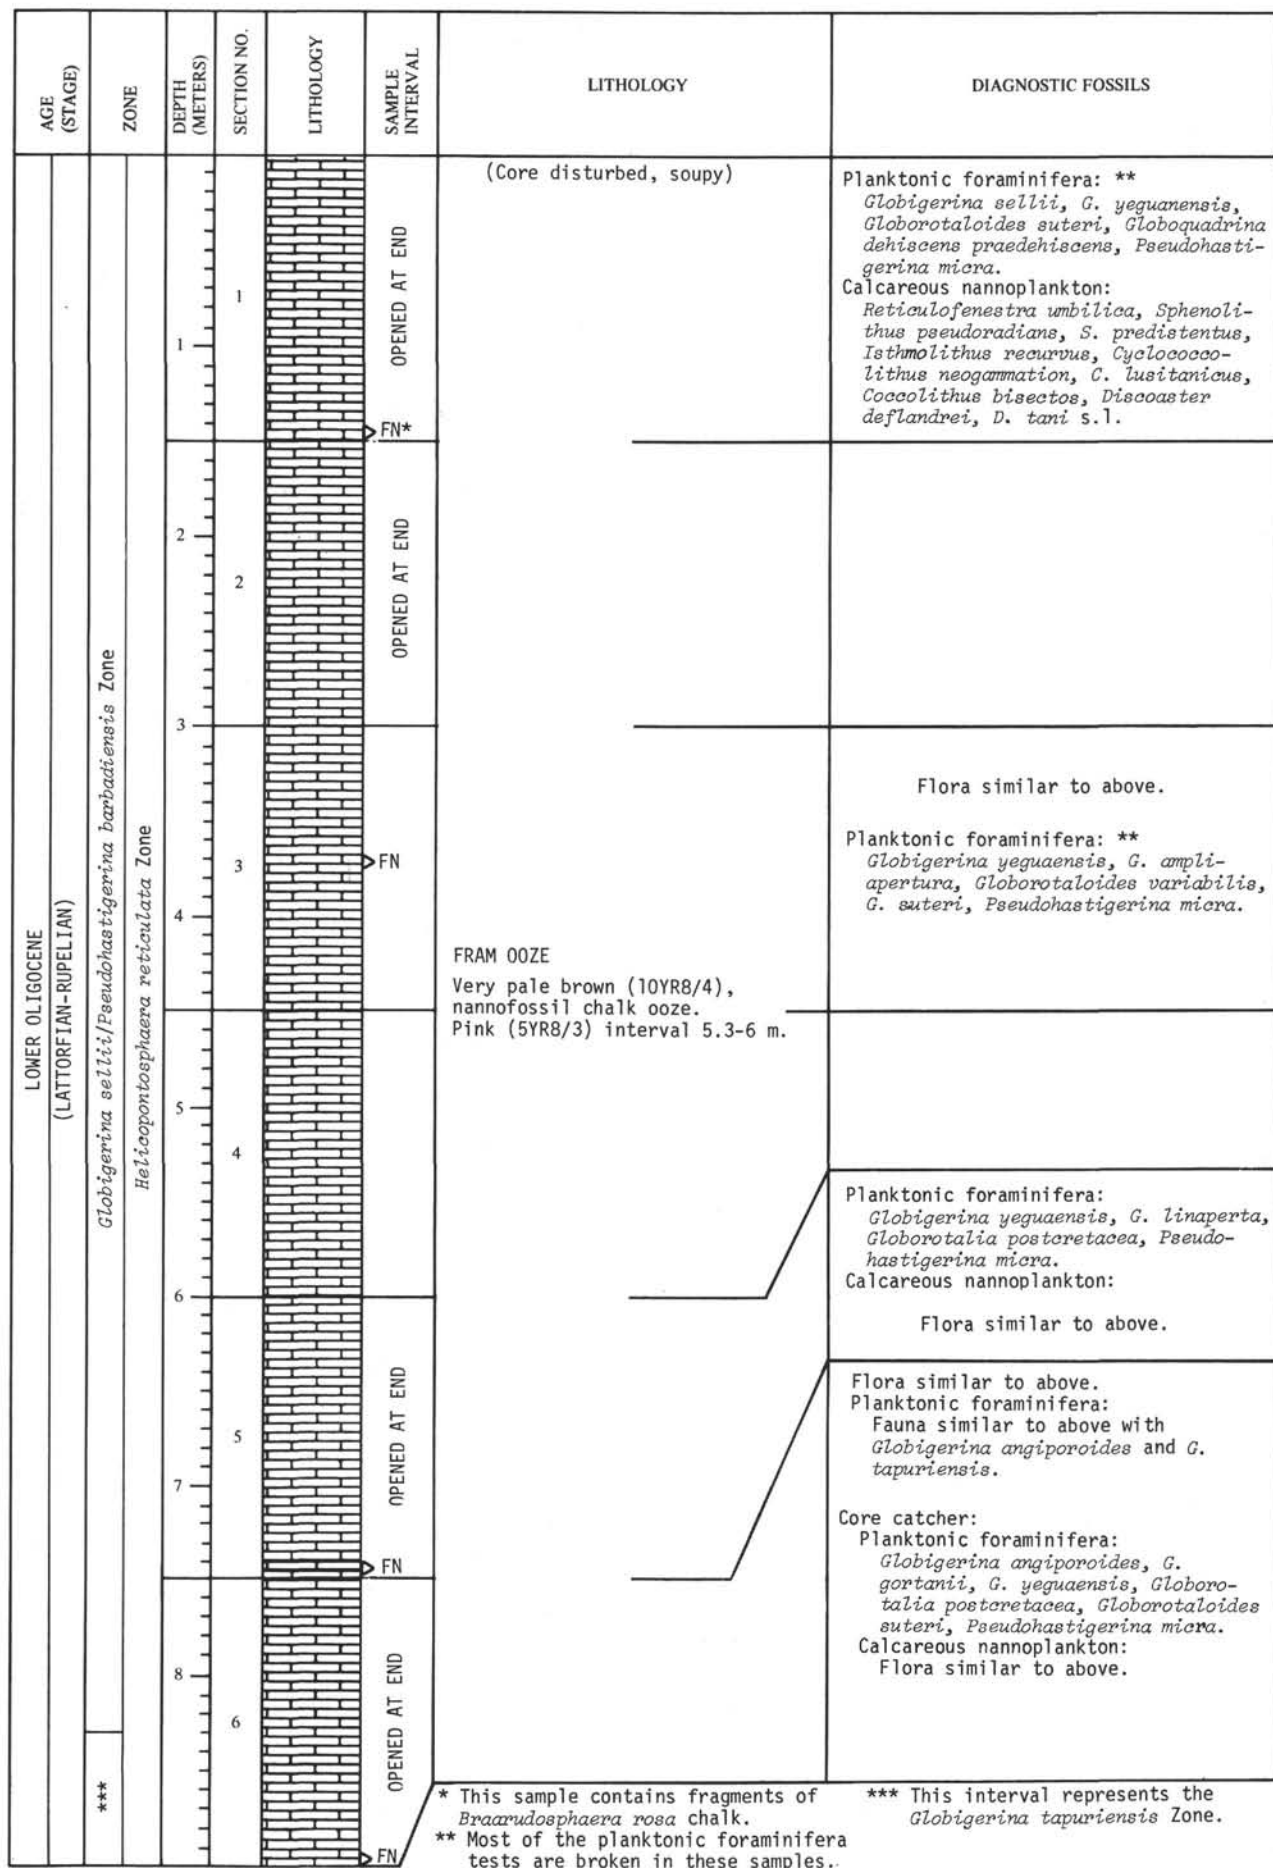 AGE
(STAGE)
ZONE
DEPTH
(METERS)
SECTION NO.
LITHOLOGY
SAMPLE
INTERVAL
LITHOLOGY
DIAGNOSTIC FOSSILS
LOWER OLIGOCENE
(LATTORFIAN-RUPELIAN)
Globigerina sellii/Pseudohastigerina barbadiensis Zone
***
Helicopontosphaera reticulata Zone
1
2
3
4
5
6
7
8
1
2
3
4
5
6
OPENED AT END
FN*
OPENED AT END
FN
OPENED AT END
FN
OPENED AT END
FN
(Core disturbed, soupy)
FRAM OOZE
Very pale brown (10YR8/4),
nannofossil chalk ooze.
Pink (5YR8/3) interval 5.3-6 m.
Planktonic foraminifera: **
Globigerina sellii, G. yeguanensis,
Globorotaloides suteri, Globoquadrina
dehiscens praedehiscens, Pseudohasti-
gerina micra.
Calcareous nannoplankton:
Reticulofenestra umbilica, Sphenoli-
thus pseudoradians, S. predistentus,
Isthmolithus recurvus, Cyclococco-
lithus neogammation, C. lusitanicus,
Coccolithus bisectos, Discoaster
deflandrei, D. tani s.l.
Flora similar to above.
Planktonic foraminifera: **
Globigerina yeguaensis, G. ampli-
apertura, Globorotaloides variabilis,
G. suteri, Pseudohastigerina micra.
Planktonic foraminifera:
Globigerina yeguaensis, G. linaperta,
Globorotalia postcretacea, Pseudo-
hastigerina micra.
Calcareous nannoplankton:
Flora similar to above.
Flora similar to above.
Planktonic foraminifera:
Fauna similar to above with
Globigerina angiporoides and G.
tapuriensis.
Core catcher:
Planktonic foraminifera:
Globigerina angiporoides, G.
gortanii, G. yeguaensis, Globoro-
talia postcretacea, Globorotaloides
suteri, Pseudohastigerina micra.
Calcareous nannoplankton:
Flora similar to above.
* This sample contains fragments of
Braarudosphaera rosa chalk.
** Most of the planktonic foraminifera
tests are broken in these samples.
*** This interval represents the
Globigerina tapuriensis Zone.